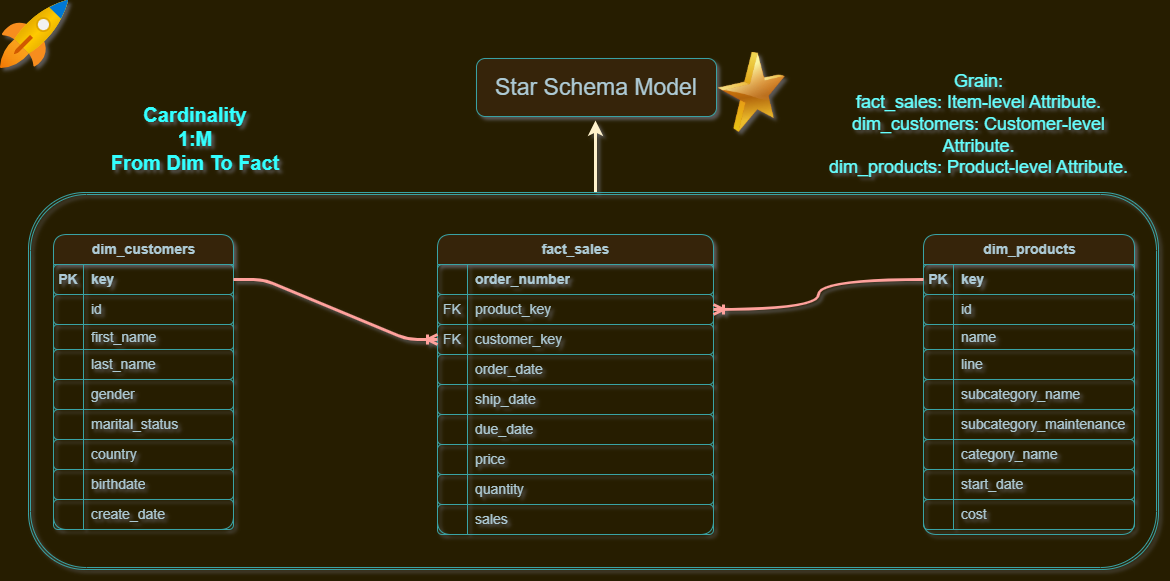 Star Schema Model
Cardinality
1:M
From Dim To Fact
Grain:
fact_sales: Item-level Attribute.
dim_customers: Customer-level
Attribute.
dim_products: Product-level Attribute.
dim_customers
PK key
id
first_name
last_name
gender
marital_status
country
birthdate
create_date
fact_sales
order_number
FK product_key
FK customer_key
order_date
ship_date
due_date
price
quantity
sales
dim_products
PK key
id
name
line
subcategory_name
subcategory_maintenance
category_name
start_date
cost